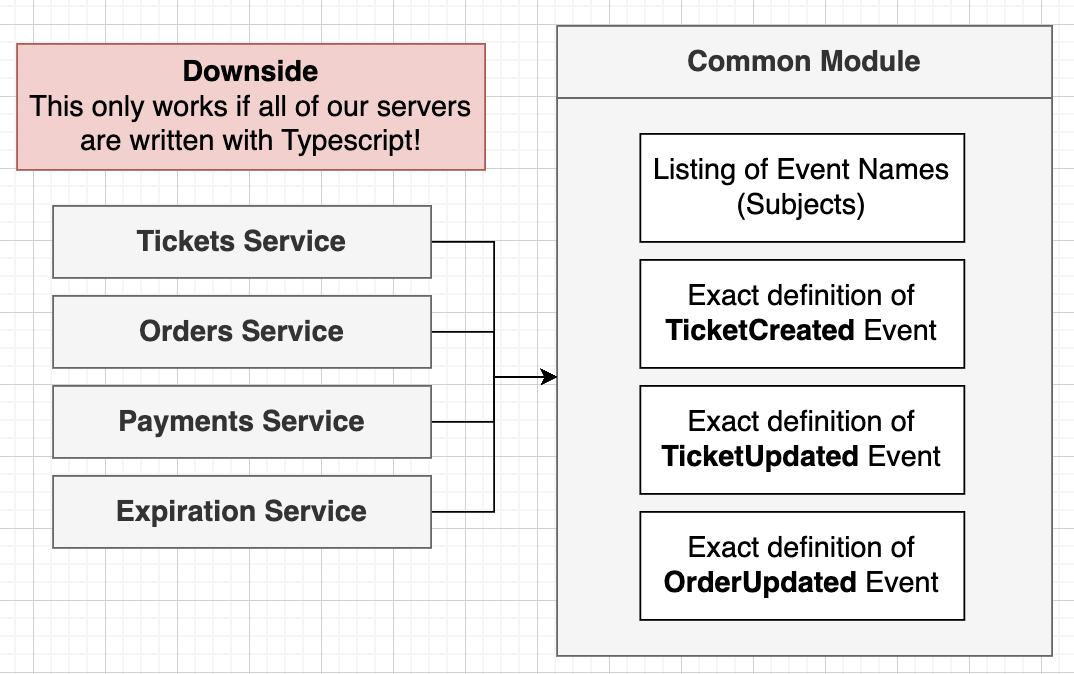 Downside
This only works if all of our servers
are written with Typescript!
Tickets Service
Orders Service
Payments Service
Expiration Service
Common Module
Listing of Event Names
(Subjects)
Exact definition of
TicketCreated Event
Exact definition of
TicketUpdated Event
Exact definition of
OrderUpdated Event